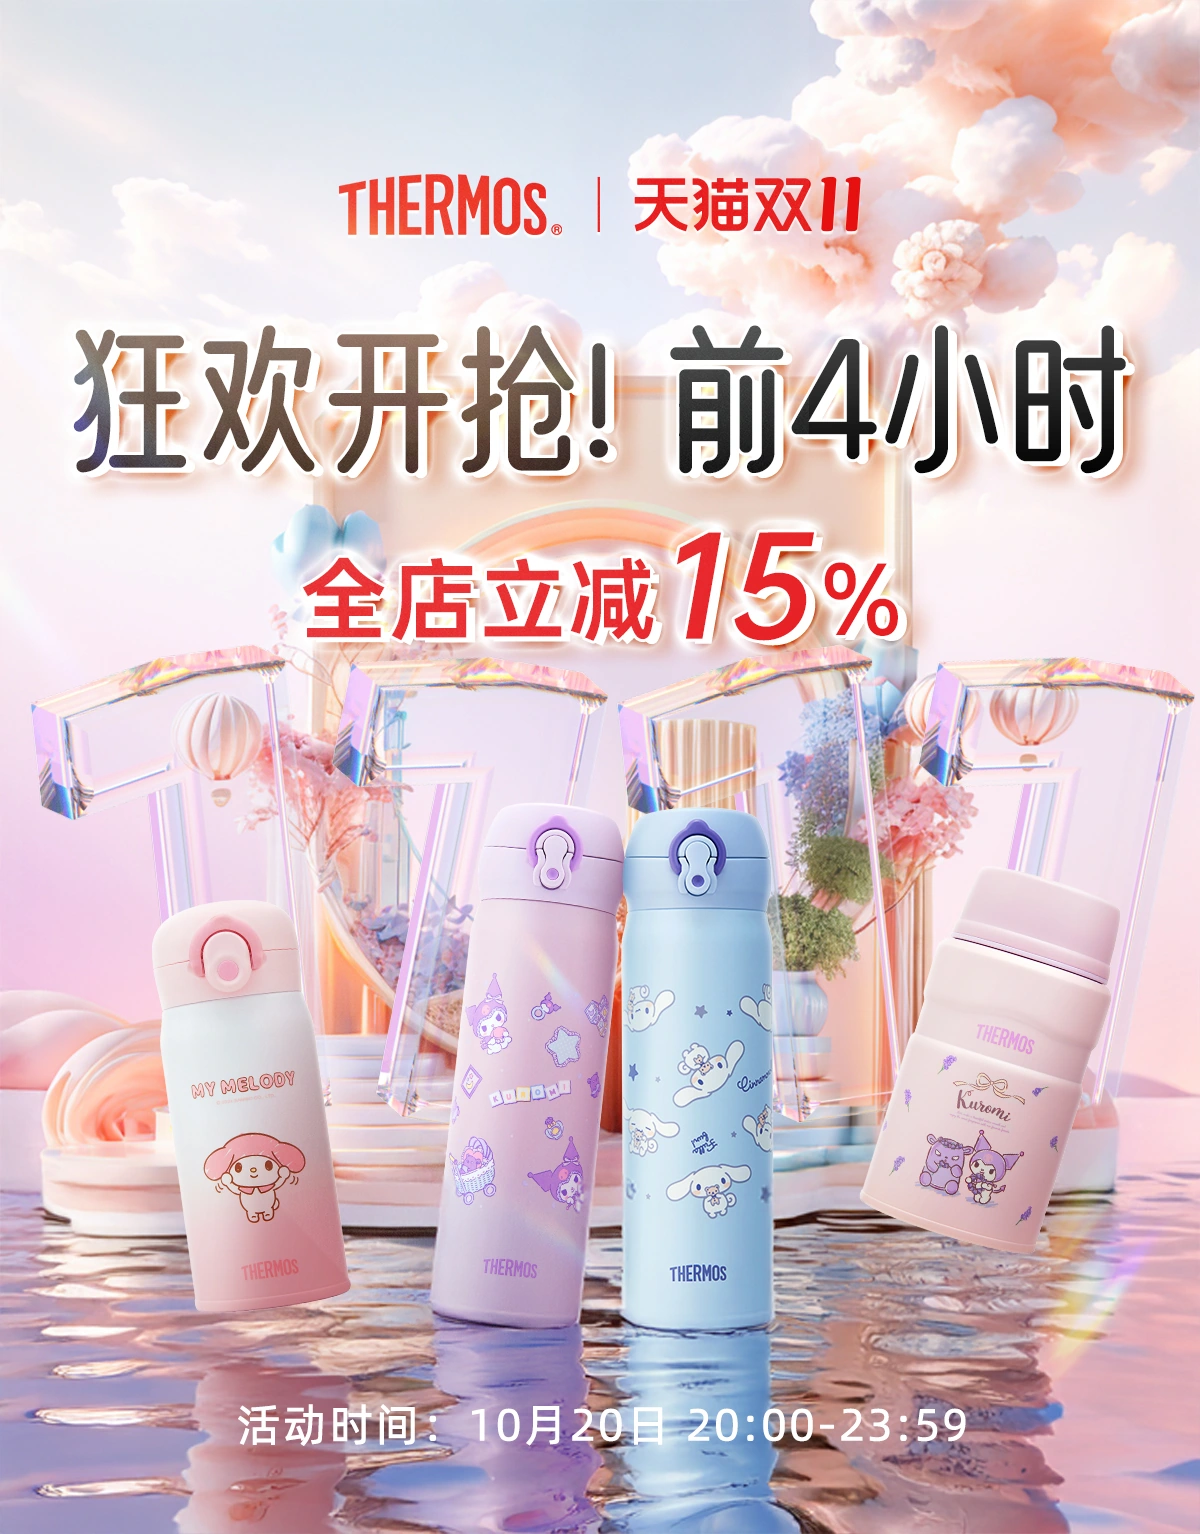 THERMOS® | 天猫双11
狂欢开抢! 前4小时
全店立减15%
MY MELODY
THERMOS
KUROMI
THERMOS
Cinnamoroll
THERMOS
THERMOS
Kuromi
活动时间：10月20日 20:00-23:59